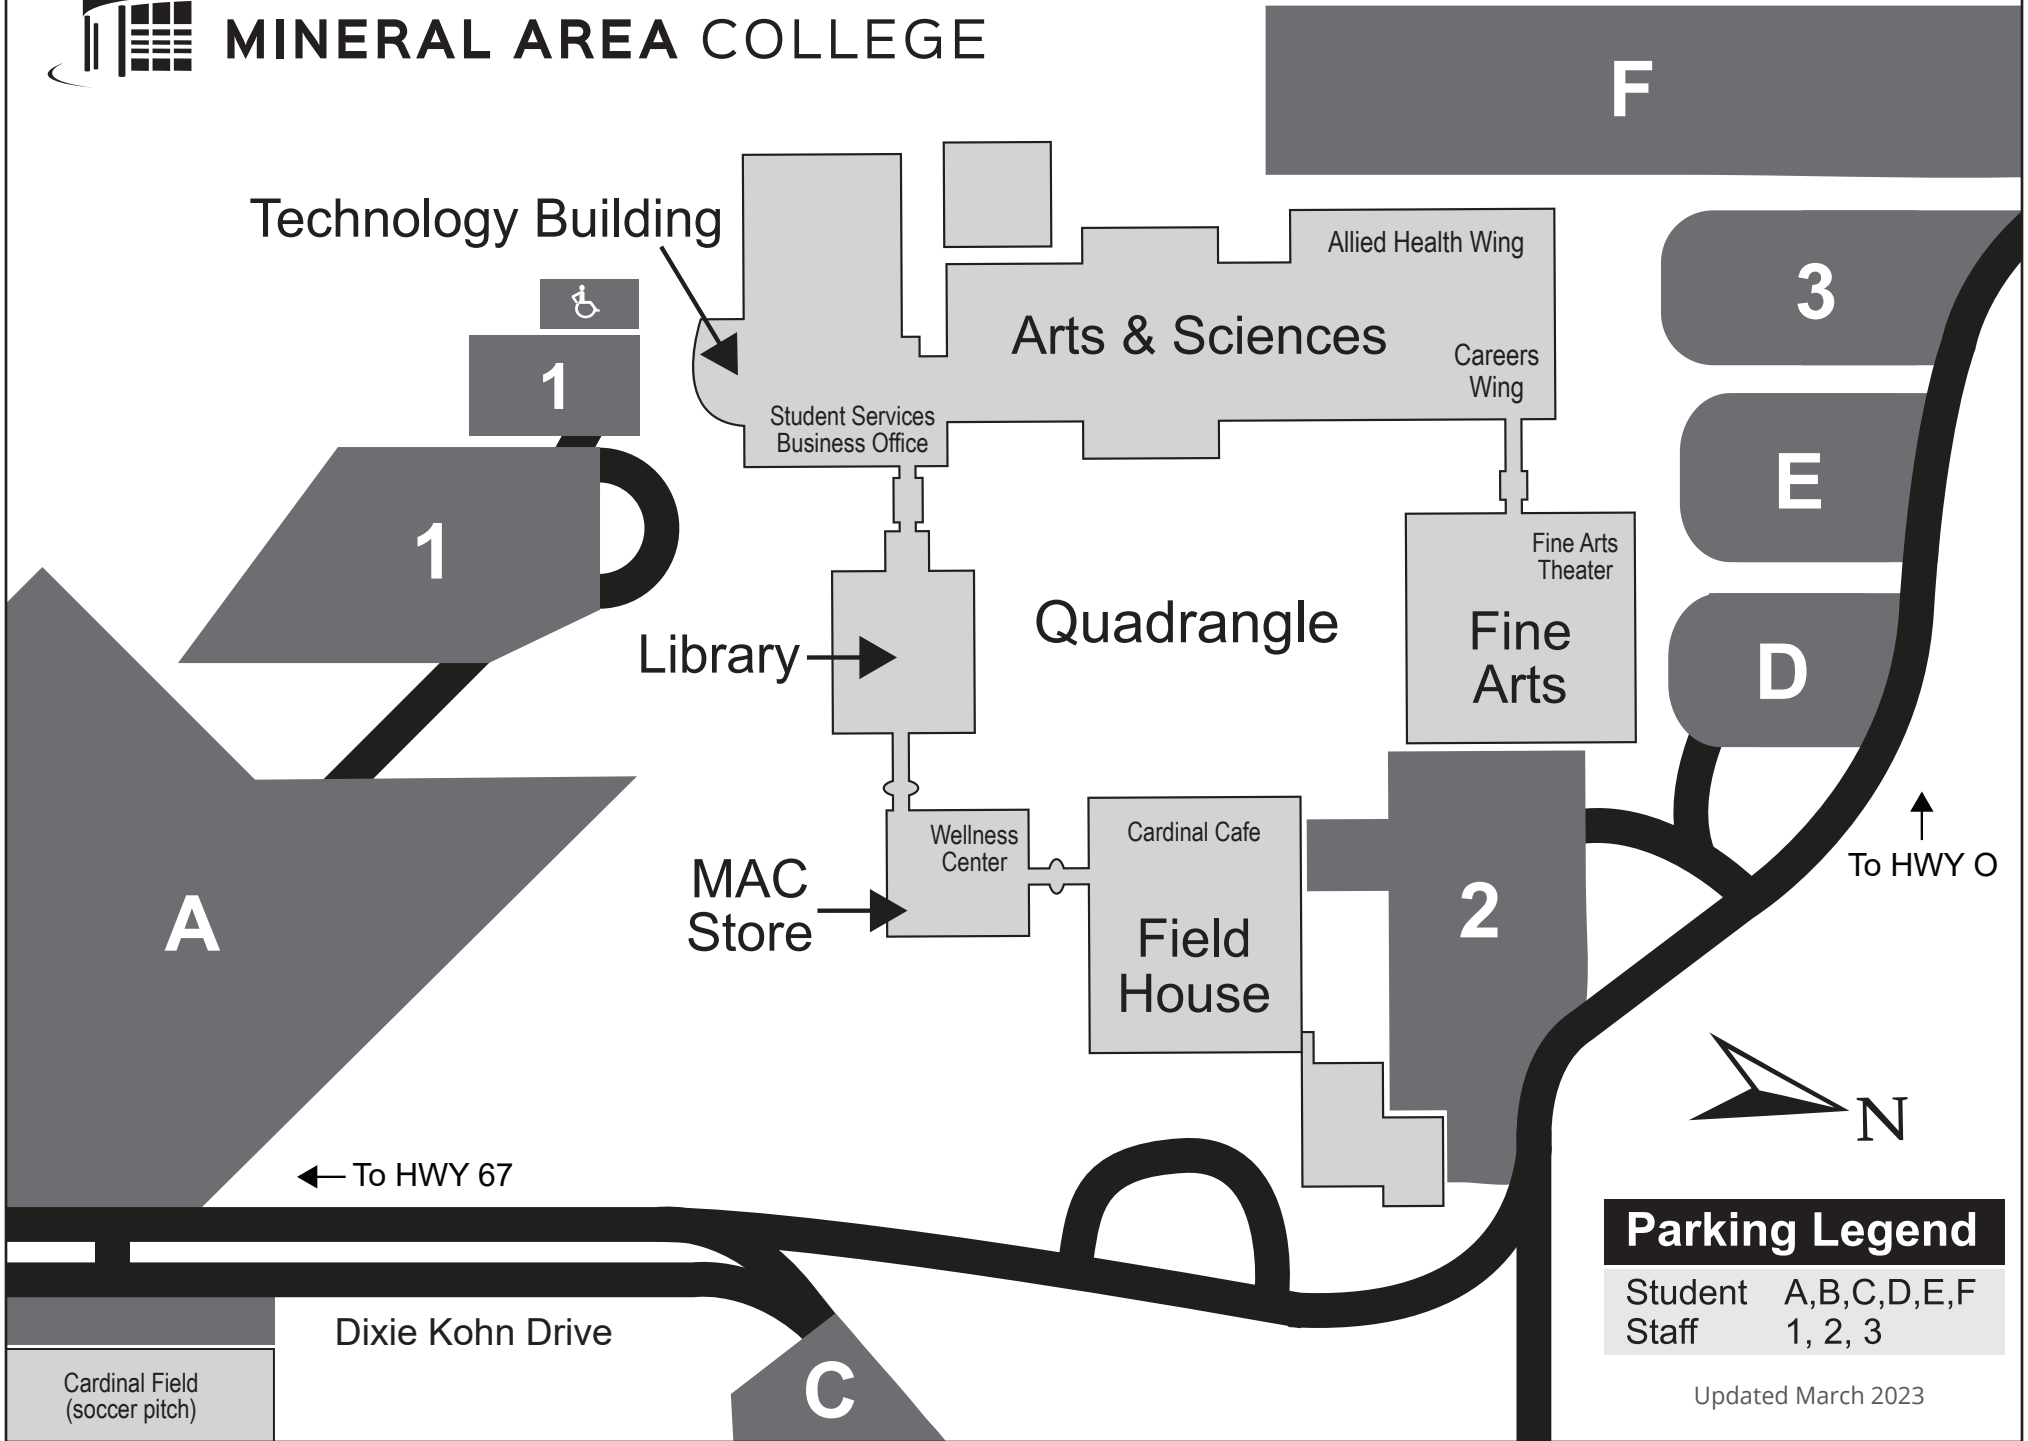 MINERAL AREA COLLEGE
F
Technology Building
Allied Health Wing
3
Arts & Sciences
Careers
Wing
1
Student Services
Business Office
E
1
Fine Arts
Theater
Quadrangle
Fine
Arts
Library
D
Wellness
Center
Cardinal Cafe
To HWY O
MAC
Store
2
A
Field
House
N
To HWY 67
Parking Legend
Student A,B,C,D,E,F
Staff 1, 2, 3
Dixie Kohn Drive
Cardinal Field
(soccer pitch)
C
Updated March 2023